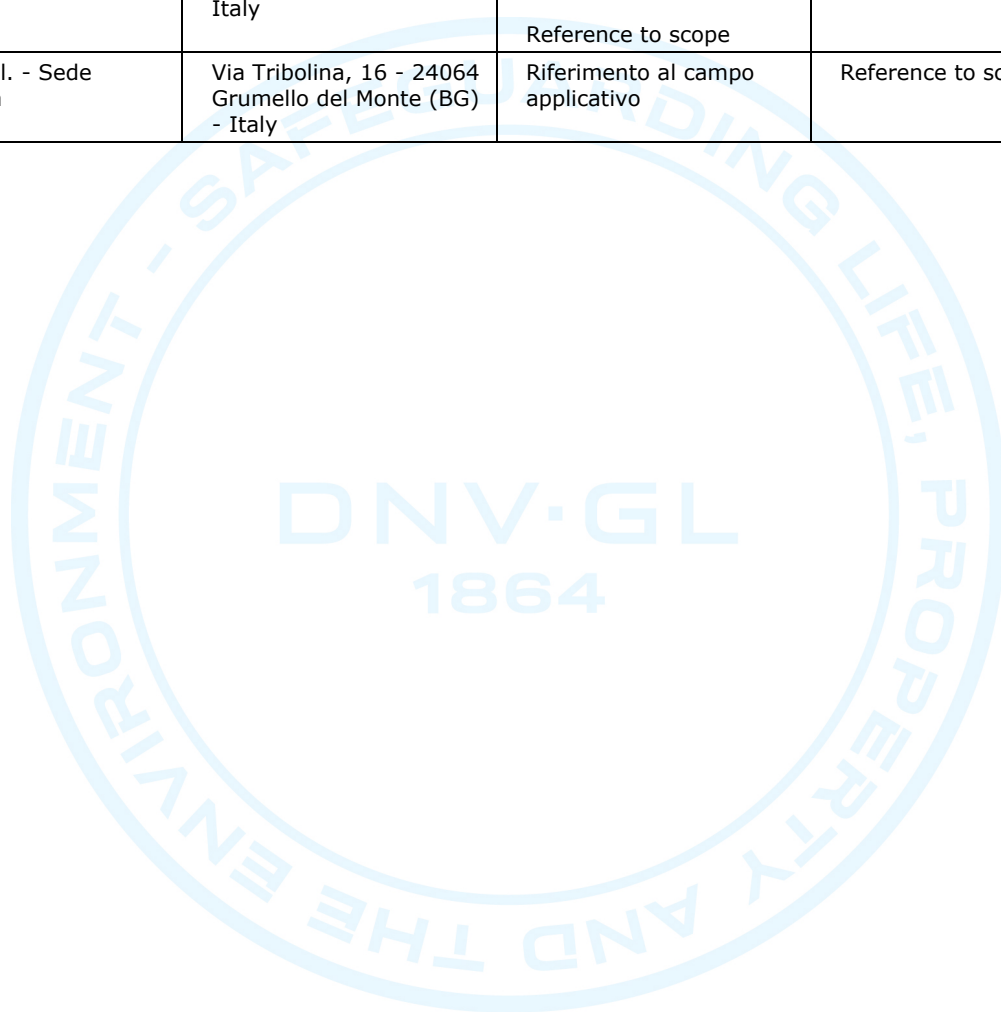 Italy
Reference to scope
l. - Sede
Via Tribolina, 16 - 24064
Grumello del Monte (BG)
- Italy
Riferimento al campo
applicativo
Reference to
SAFEGUARDING LIFE, PROPERTY AND THE ENVIRONMENT -
DNV·GL
1864